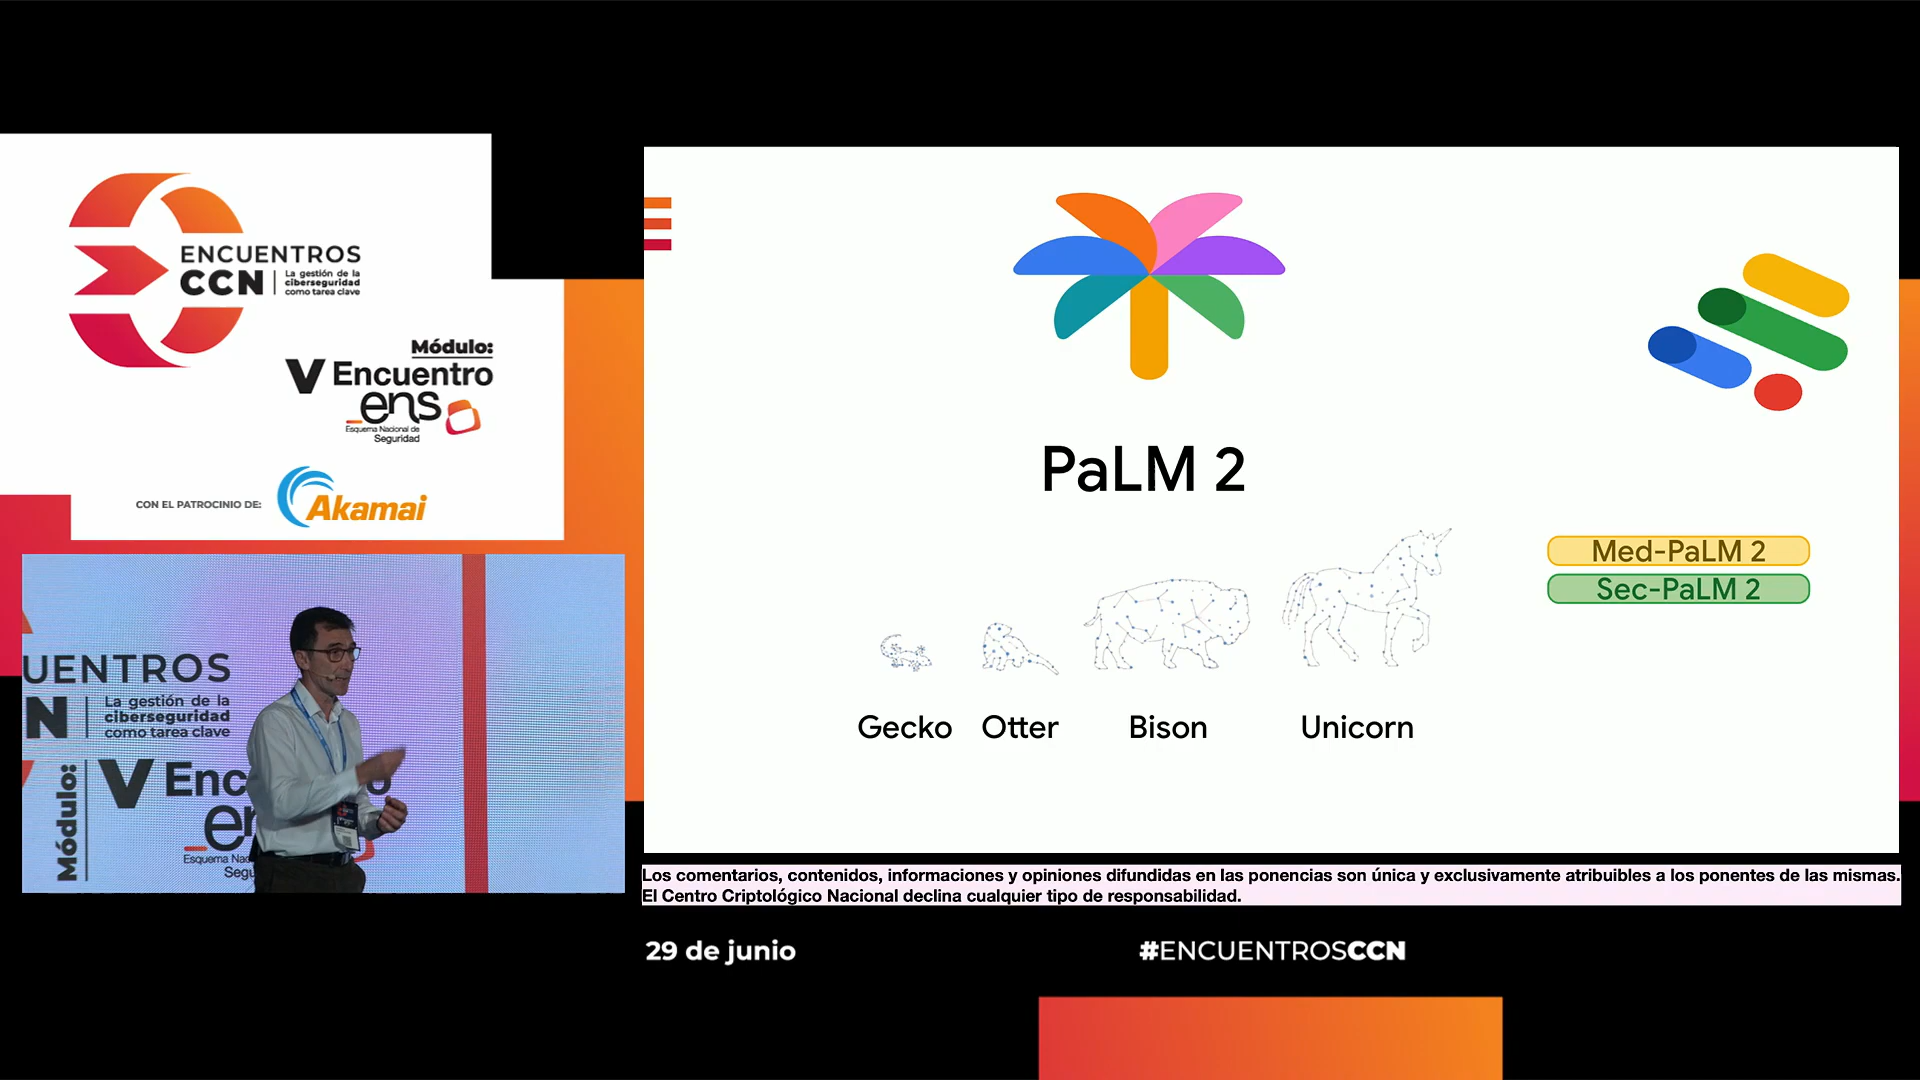 ENCUENTROS
CCN
La gestión de la
ciberseguridad
como tarea clave
Módulo:
V Encuentro
ens
Esquema Nacional de
Seguridad
CON EL PATROCINIO DE:
Akamai
UENTROS
N
La gestión de la
ciberseguridad
como tarea clave
Módulo:
V Enc
o
en
Esquema Nac
Segu
PaLM 2
Med-PaLM 2
Sec-PaLM 2
Gecko
Otter
Bison
Unicorn
Los comentarios, contenidos, informaciones y opiniones difundidas en las ponencias son única y exclusivamente atribuibles a los ponentes de las mismas.
El Centro Criptológico Nacional declina cualquier tipo de responsabilidad.
29 de junio
#ENCUENTROSCCN